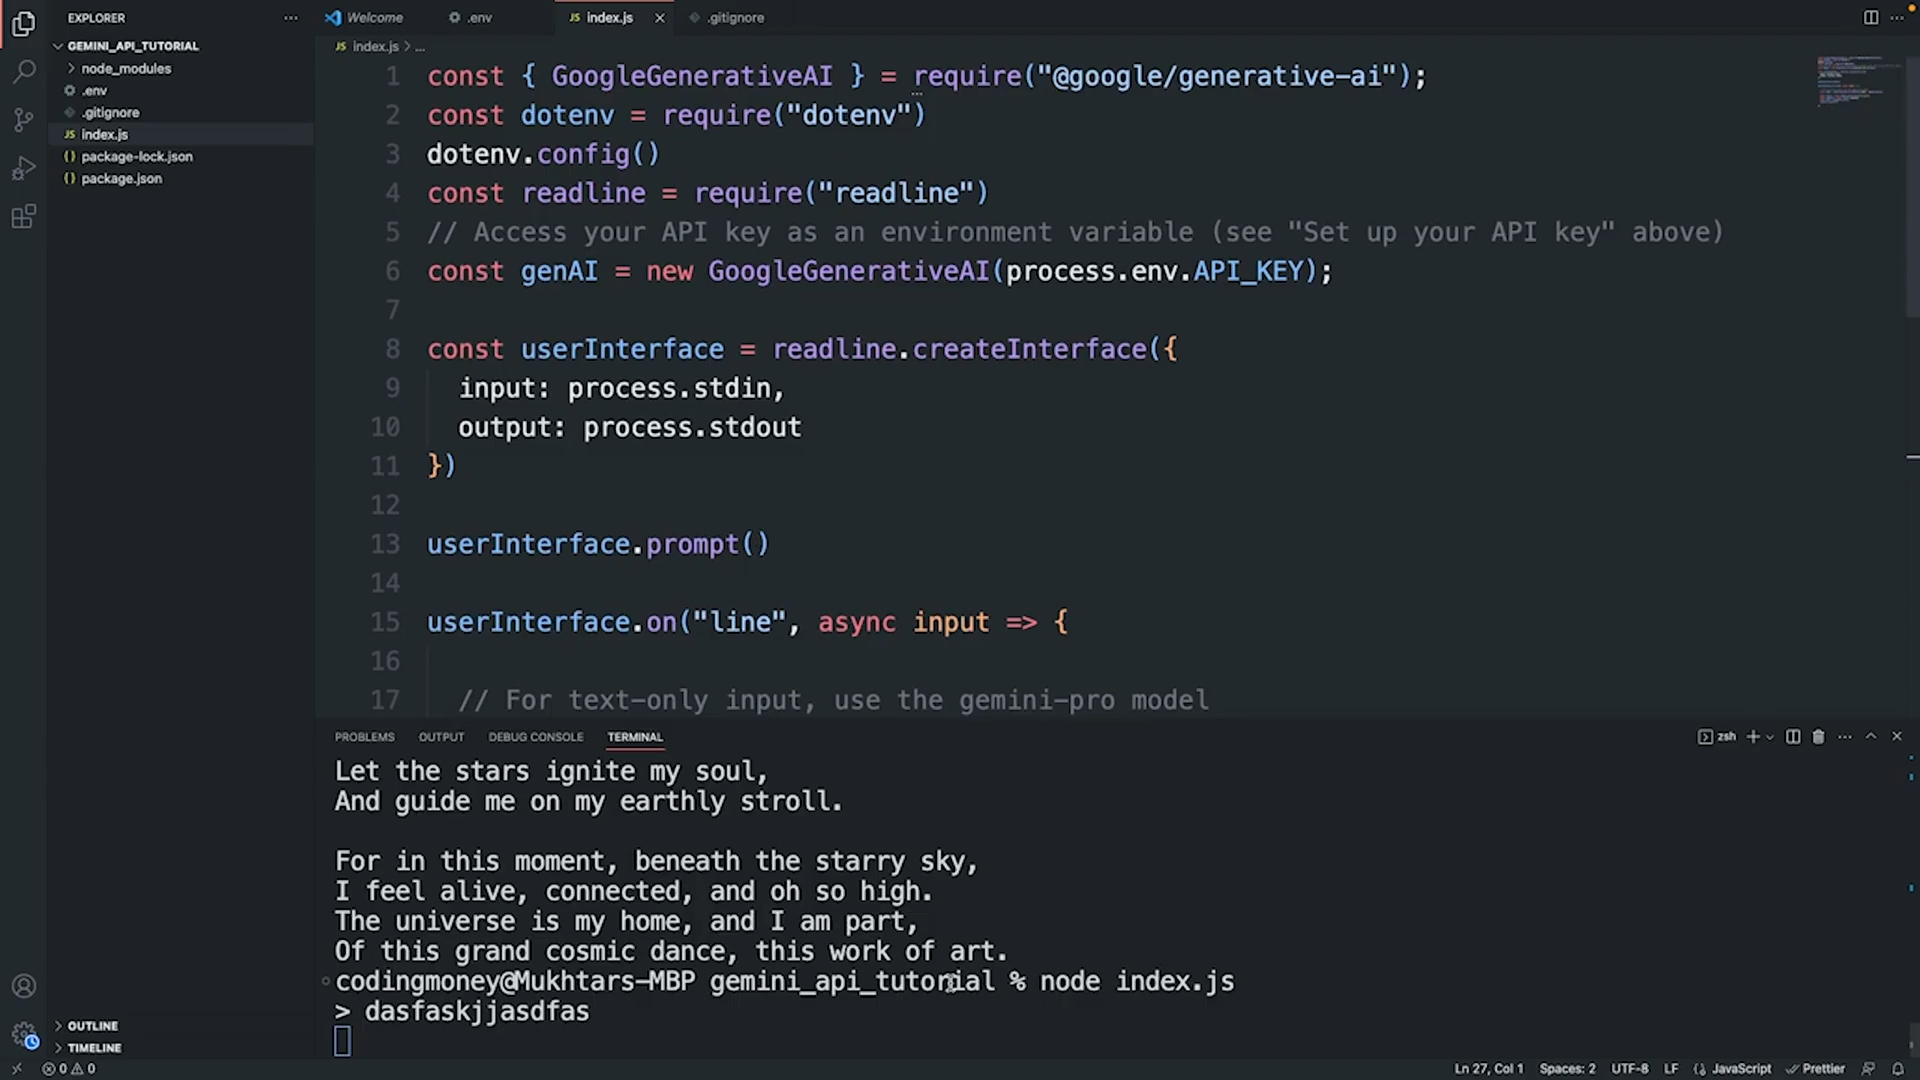 EXPLORER
GEMINI_API_TUTORIAL
node_modules
.env
.gitignore
index.js
package-lock.json
package.json
OUTLINE
TIMELINE
Welcome
.env
JS index.js
.gitignore
JS index.js > ...
1 const { GoogleGenerativeAI } = require("@google/generative-ai");
2 const dotenv = require("dotenv")
3 dotenv.config()
4 const readline = require("readline")
5 // Access your API key as an environment variable (see "Set up your API key" above)
6 const genAI = new GoogleGenerativeAI(process.env.API_KEY);
7
8 const userInterface = readline.createInterface({
9 input: process.stdin,
10 output: process.stdout
11 })
12
13 userInterface.prompt()
14
15 userInterface.on("line", async input => {
16
17 // For text-only input, use the gemini-pro model
PROBLEMS OUTPUT DEBUG CONSOLE TERMINAL
zsh
Let the stars ignite my soul,
And guide me on my earthly stroll.
For in this moment, beneath the starry sky,
I feel alive, connected, and oh so high.
The universe is my home, and I am part,
Of this grand cosmic dance, this work of art.
codingmoney@Mukhtars-MBP gemini_api_tutorial % node index.js
> dasfaskjjasdfas
0 0
Ln 27, Col 1 Spaces: 2 UTF-8 LF {} JavaScript Prettier